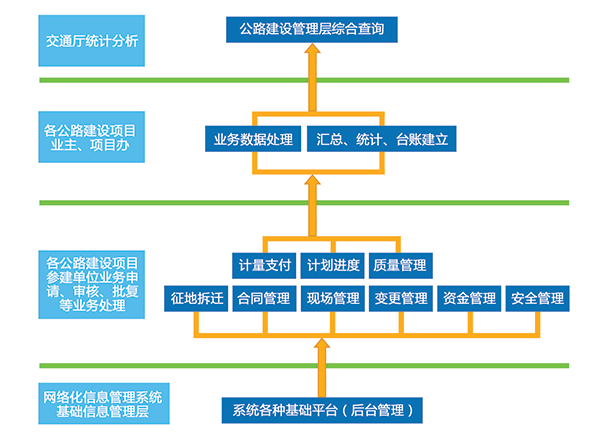 交通厅统计分析
公路建设管理层综合查询
各公路建设项目
业主、项目办
业务数据处理
汇总、统计、台账建立
各公路建设项目
参建单位业务申
请、审核、批复
等业务处理
计量支付
计划进度
质量管理
征地拆迁
合同管理
现场管理
变更管理
资金管理
安全管理
网络化信息管理系统
基础信息管理层
系统各种基础平台（后台管理）